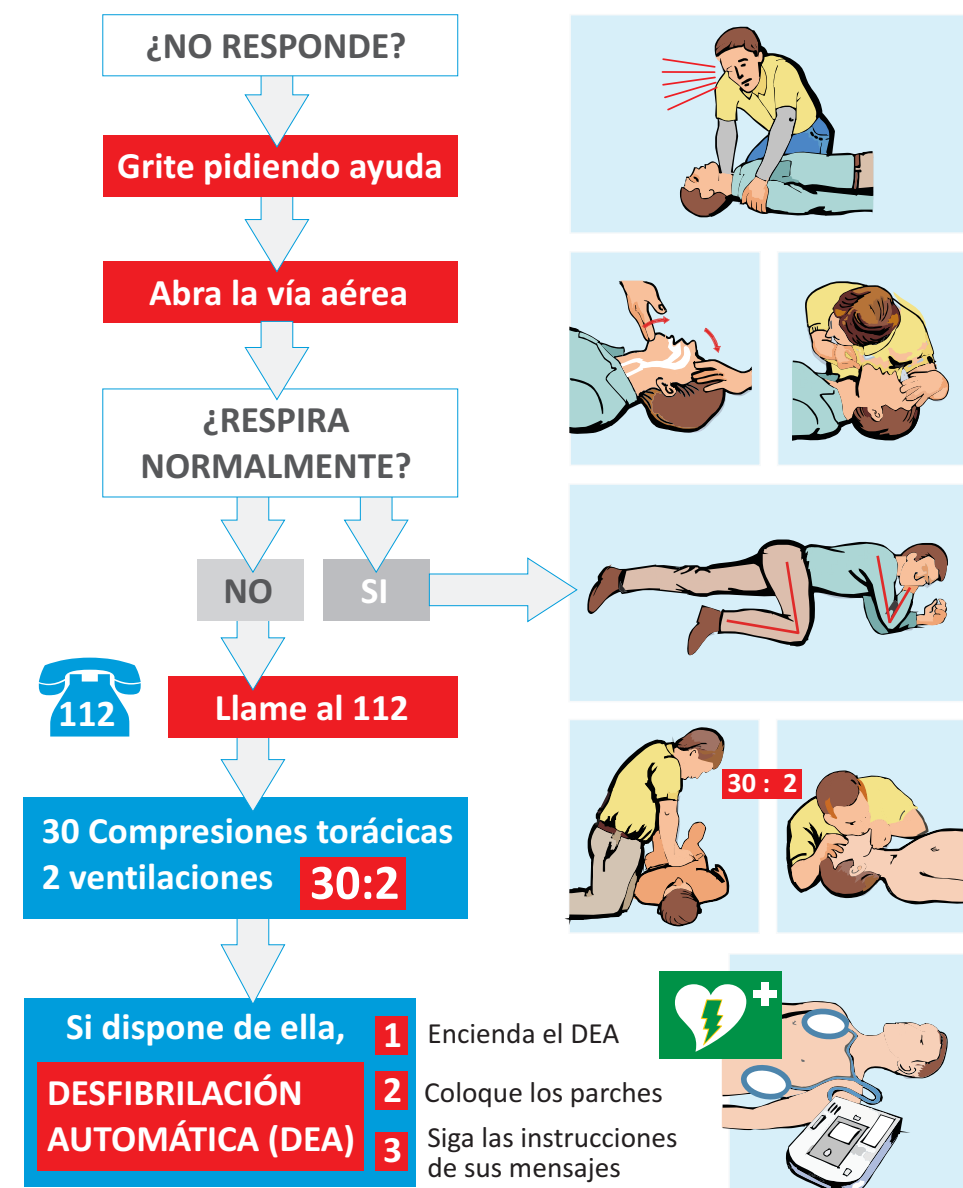 ¿NO RESPONDE?
Grite pidiendo ayuda
Abra la vía aérea
¿RESPIRA
NORMALMENTE?
NO
SI
112
Llame al 112
30 : 2
30 Compresiones torácicas
2 ventilaciones 30:2
Si dispone de ella,
DESFIBRILACIÓN
AUTOMÁTICA (DEA)
1 Encienda el DEA
2 Coloque los parches
3 Siga las instrucciones
de sus mensajes